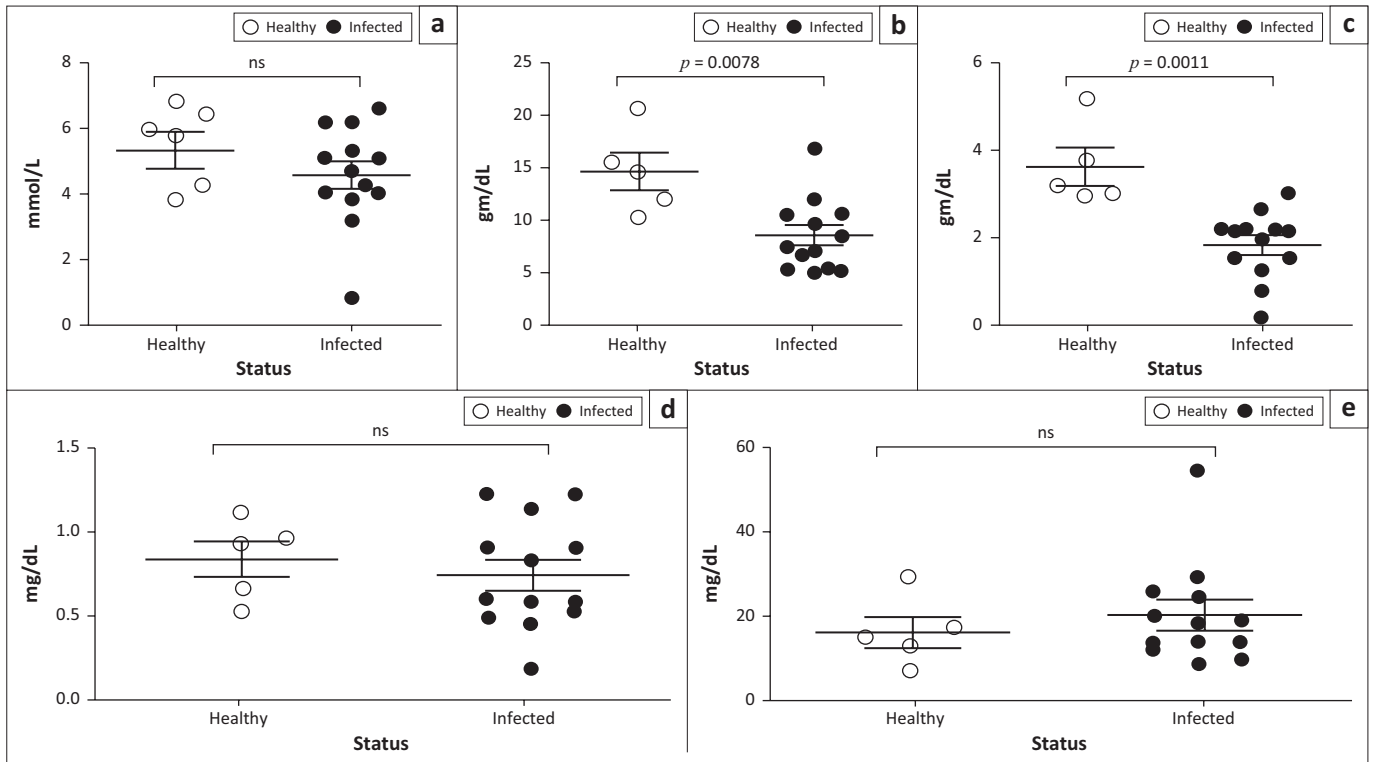 Healthy Infected a
ns
8
6
4
2
0
mmol/L
Healthy Infected
Status
Healthy Infected b
p = 0.0078
25
20
15
10
5
0
gm/dL
Healthy Infected
Status
Healthy Infected c
p = 0.0011
6
4
2
0
gm/dL
Healthy Infected
Status
Healthy Infected d
ns
1.5
1.0
0.5
0.0
mg/dL
Healthy Infected
Status
Healthy Infected e
ns
60
40
20
0
mg/dL
Healthy Infected
Status